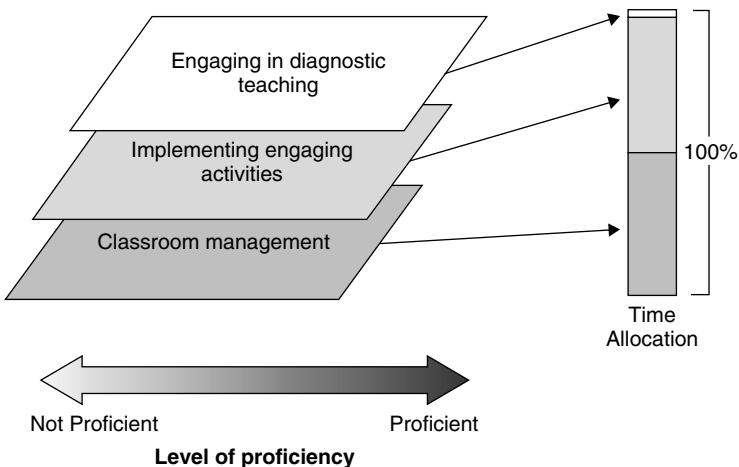 Engaging in diagnostic
teaching
Implementing engaging
activities
Classroom management
100%
Time
Allocation
Not Proficient
Proficient
Level of proficiency